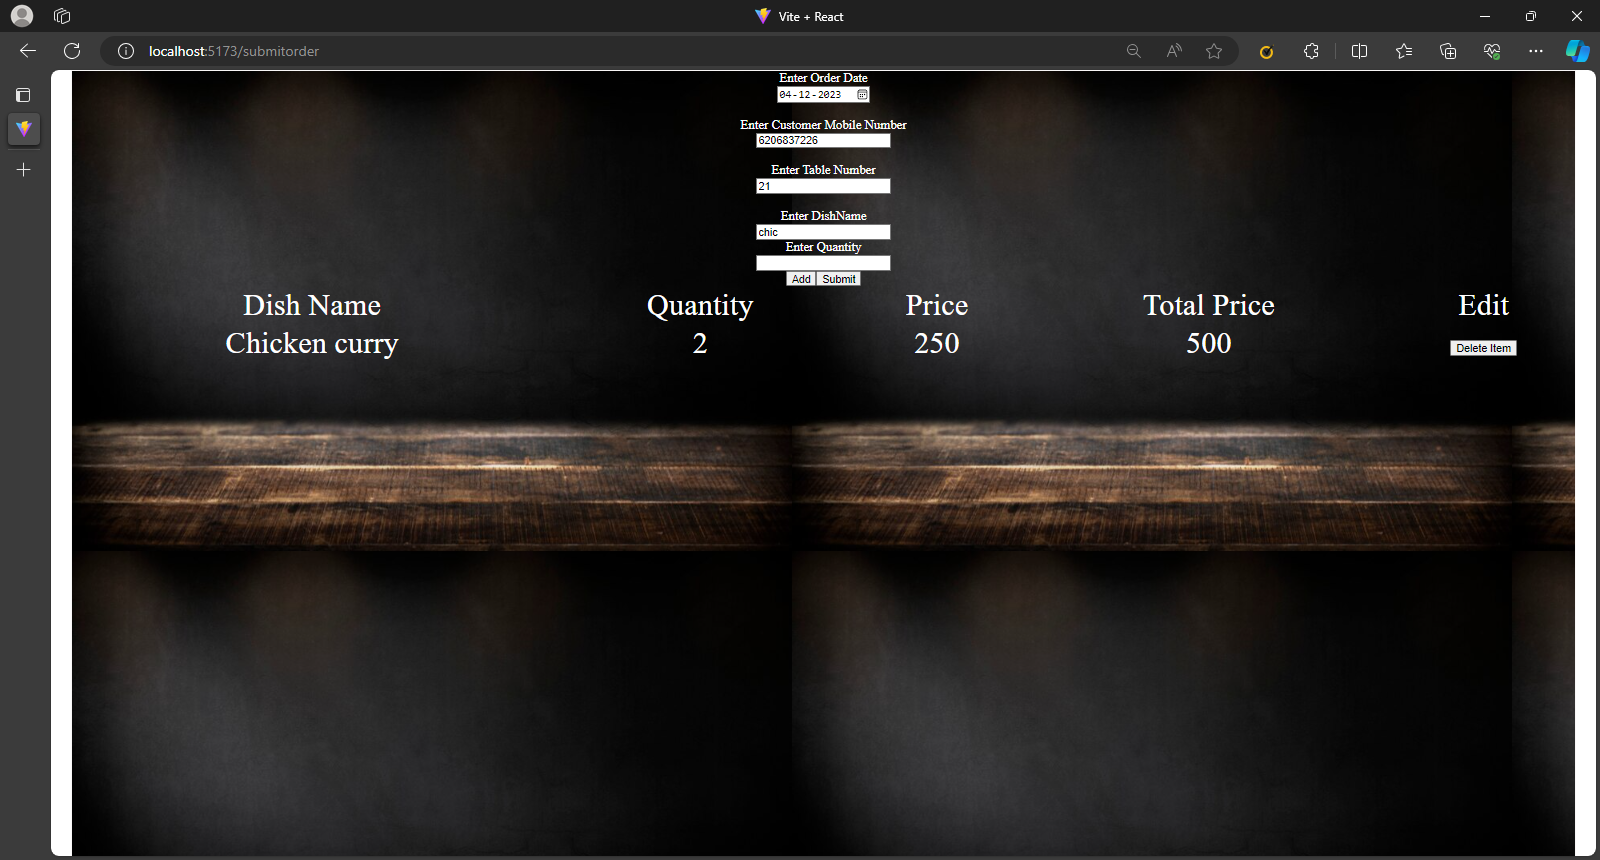 Vite + React
localhost:5173/submitorder
Enter Order Date
04-12-2023
Enter Customer Mobile Number
6206837226
Enter Table Number
21
Enter DishName
chic
Enter Quantity
Add Submit
Dish Name Quantity Price Total Price Edit
Chicken curry 2 250 500 Delete Item